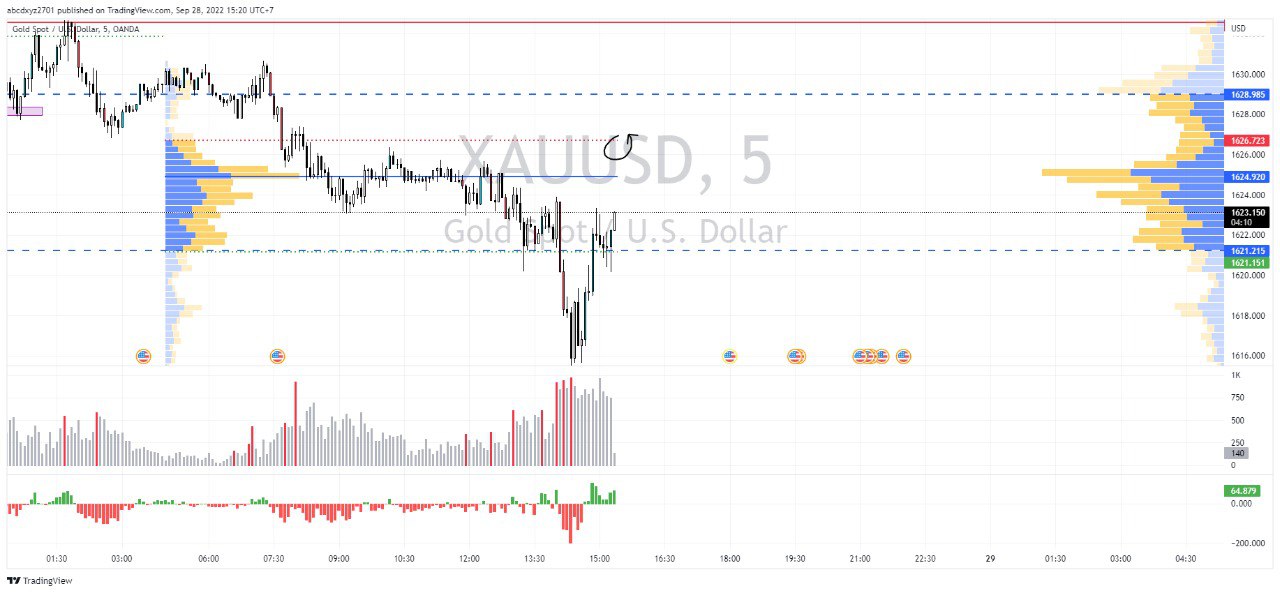 abcdxyz2701 published on TradingView.com, Sep 28, 2022 15:20 UTC+7
Gold Spot / U.S. Dollar, 5, OANDA
USD
1630.000
1628.985
1628.000
1626.723
1626.000
1624.920
1624.000
1623.150
04:10
1622.000
1621.215
1621.151
1620.000
1618.000
1616.000
XAUUSD, 5
Gold Spot / U.S. Dollar
1K
750
500
250
140
0
64.879
0.000
-200.000
01:30 03:00 06:00 07:30 09:00 10:30 12:00 13:30 15:00 16:30 18:00 19:30 21:00 22:30 29 01:30 03:00 04:30
TradingView